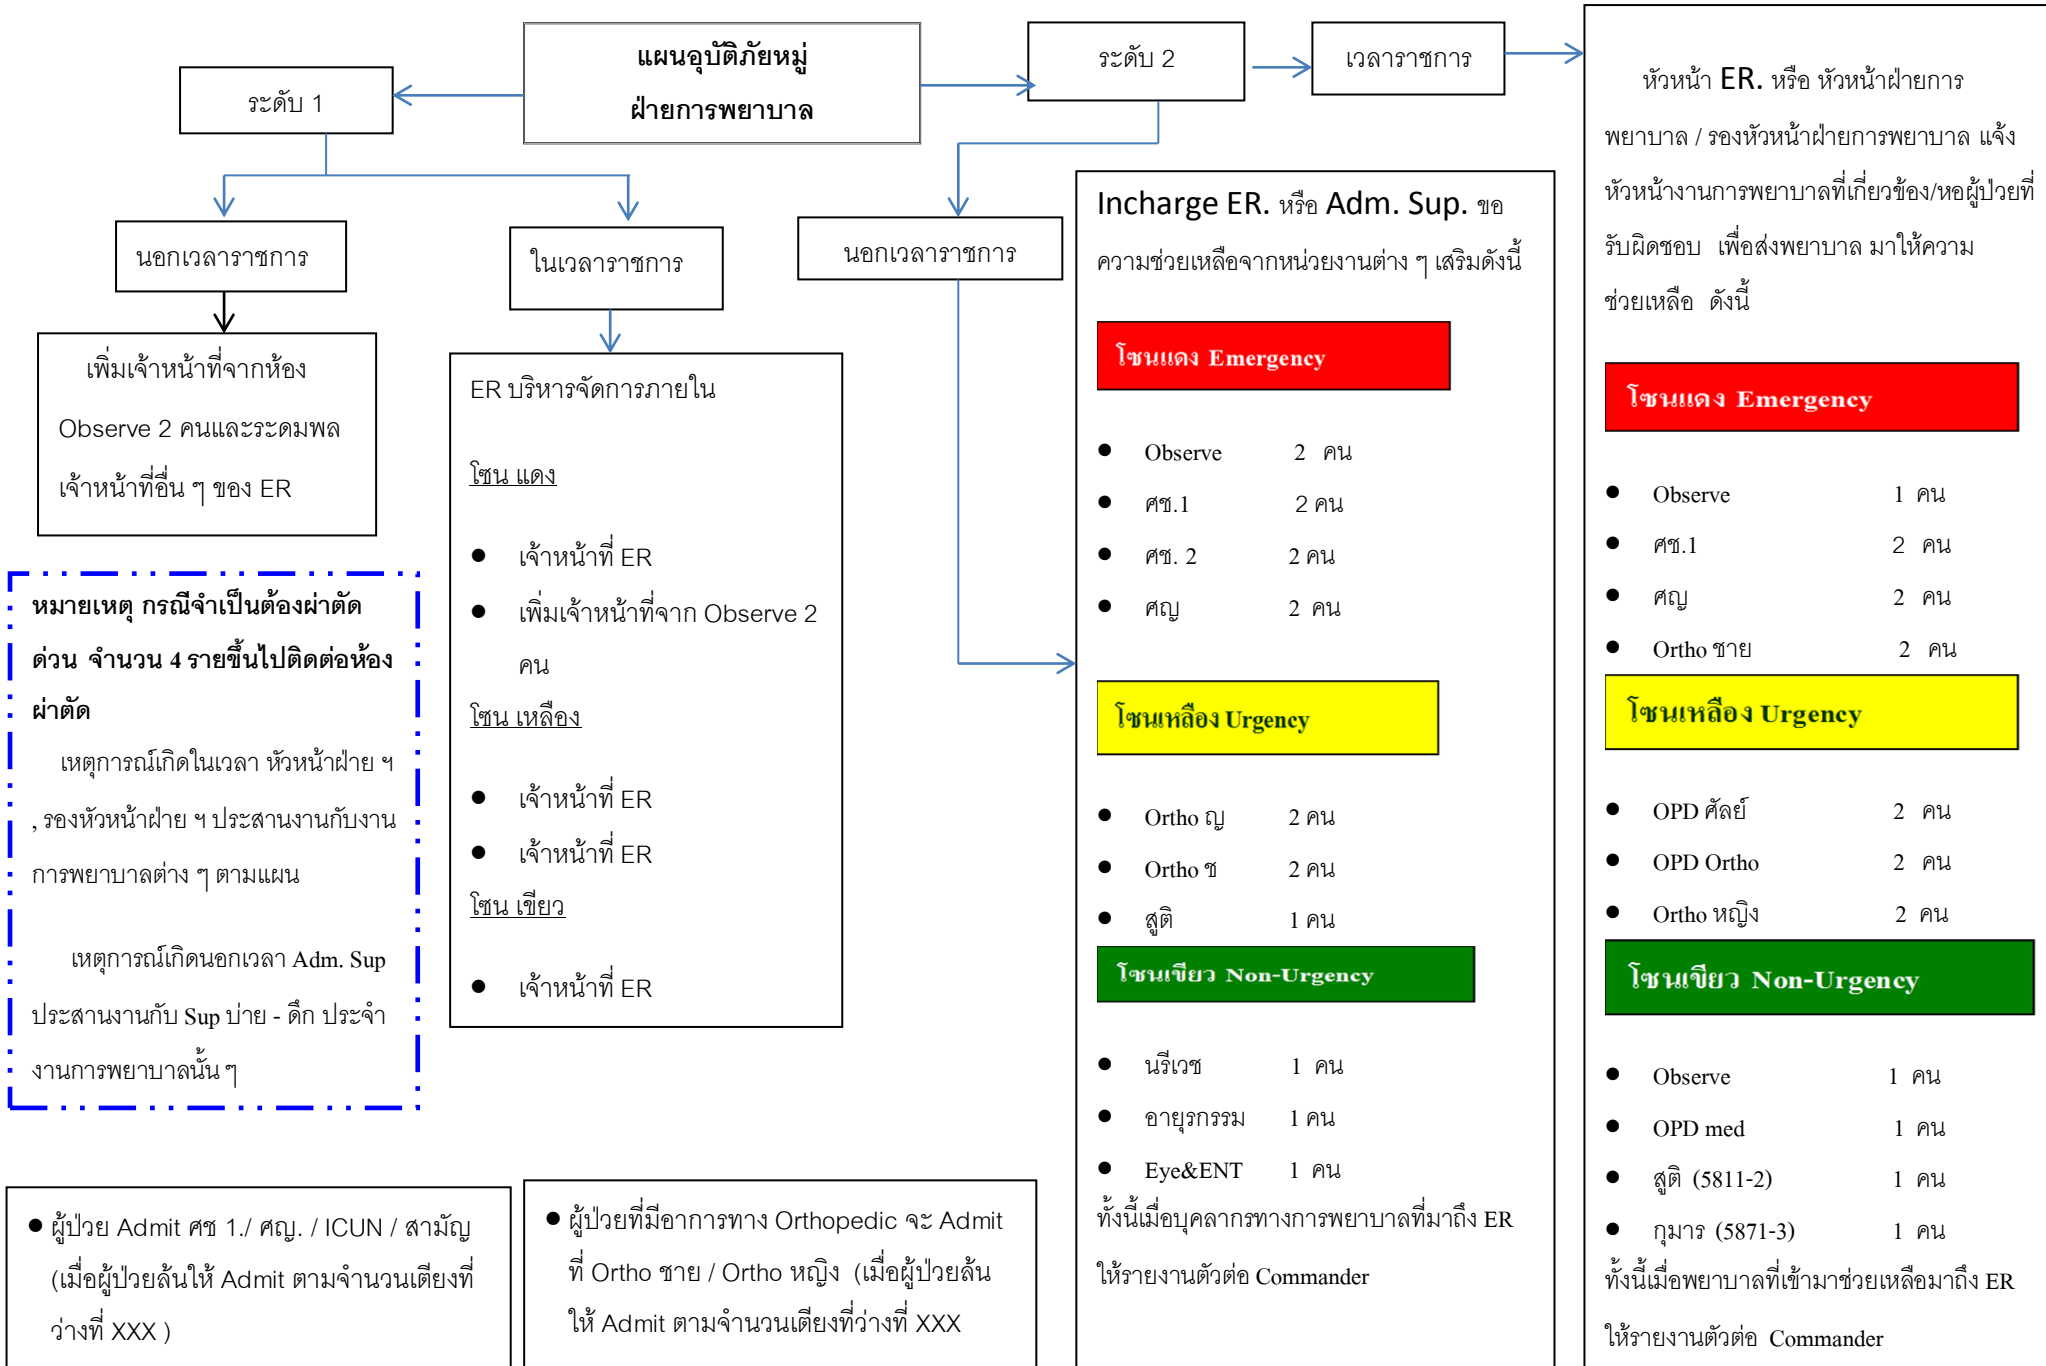 แผนอุบัติภัยหมู่
ฝ่ายการพยาบาล
ระดับ 1
นอกเวลาราชการ
เพิ่มเจ้าหน้าที่จากห้อง
Observe 2 คนและระดมพล
เจ้าหน้าที่อื่น ๆ ของ ER
ในเวลาราชการ
ER บริหารจัดการภายใน
โซน แดง
● เจ้าหน้าที่ ER
● เพิ่มเจ้าหน้าที่จาก Observe 2
คน
โซน เหลือง
● เจ้าหน้าที่ ER
● เจ้าหน้าที่ ER
โซน เขียว
● เจ้าหน้าที่ ER
หมายเหตุ กรณีจำเป็นต้องผ่าตัด
ด่วน จำนวน 4 รายขึ้นไปติดต่อห้อง
ผ่าตัด
เหตุการณ์เกิดในเวลา หัวหน้าฝ่าย ฯ
, รองหัวหน้าฝ่าย ฯ ประสานงานกับงาน
การพยาบาลต่าง ๆ ตามแผน
เหตุการณ์เกิดนอกเวลา Adm. Sup
ประสานงานกับ Sup บ่าย - ดึก ประจำ
งานการพยาบาลนั้น ๆ
● ผู้ป่วย Admit ศช 1./ ศญ. / ICUN / สามัญ
(เมื่อผู้ป่วยล้นให้ Admit ตามจำนวนเตียงที่
ว่างที่ XXX )
● ผู้ป่วยที่มีอาการทาง Orthopedic จะ Admit
ที่ Ortho ชาย / Ortho หญิง (เมื่อผู้ป่วยล้น
ให้ Admit ตามจำนวนเตียงที่ว่างที่ XXX
ระดับ 2
นอกเวลาราชการ
Incharge ER. หรือ Adm. Sup. ขอ
ความช่วยเหลือจากหน่วยงานต่าง ๆ เสริมดังนี้
โซนแดง Emergency
● Observe 2 คน
● ศช.1 2 คน
● ศช. 2 2 คน
● ศญ 2 คน
โซนเหลือง Urgency
● Ortho ญ 2 คน
● Ortho ช 2 คน
● สูติ 1 คน
โซนเขียว Non-Urgency
● นรีเวช 1 คน
● อายุรกรรม 1 คน
● Eye&ENT 1 คน
ทั้งนี้เมื่อบุคลากรทางการพยาบาลที่มาถึง ER
ให้รายงานตัวต่อ Commander
เวลาราชการ
หัวหน้า ER. หรือ หัวหน้าฝ่ายการ
พยาบาล / รองหัวหน้าฝ่ายการพยาบาล แจ้ง
หัวหน้างานการพยาบาลที่เกี่ยวข้อง/หอผู้ป่วยที่
รับผิดชอบ เพื่อส่งพยาบาล มาให้ความ
ช่วยเหลือ ดังนี้
โซนแดง Emergency
● Observe 1 คน
● ศช.1 2 คน
● ศญ 2 คน
● Ortho ชาย 2 คน
โซนเหลือง Urgency
● OPD ศัลย์ 2 คน
● OPD Ortho 2 คน
● Ortho หญิง 2 คน
โซนเขียว Non-Urgency
● Observe 1 คน
● OPD med 1 คน
● สูติ (5811-2) 1 คน
● กุมาร (5871-3) 1 คน
ทั้งนี้เมื่อพยาบาลที่เข้ามาช่วยเหลือมาถึง ER
ให้รายงานตัวต่อ Commander